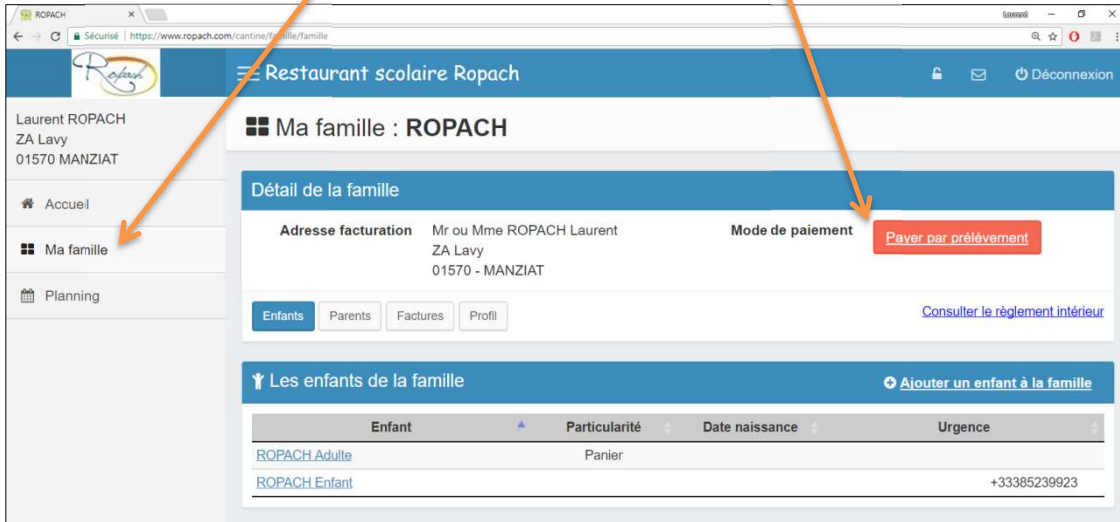 ROPACH
Laurent
Sécurisé | https://www.ropach.com/cantine/famille/famille
Ropach
Restaurant scolaire Ropach
Déconnexion
Laurent ROPACH
ZA Lavy
01570 MANZIAT
Accueil
Ma famille
Planning
Ma famille : ROPACH
Détail de la famille
Adresse facturation Mr ou Mme ROPACH Laurent
ZA Lavy
01570 - MANZIAT
Mode de paiement Payer par prélèvement
Enfants Parents Factures Profil
Consulter le règlement intérieur
Les enfants de la famille
Ajouter un enfant à la famille
Enfant Particularité Date naissance Urgence
ROPACH Adulte Panier
ROPACH Enfant +33385239923